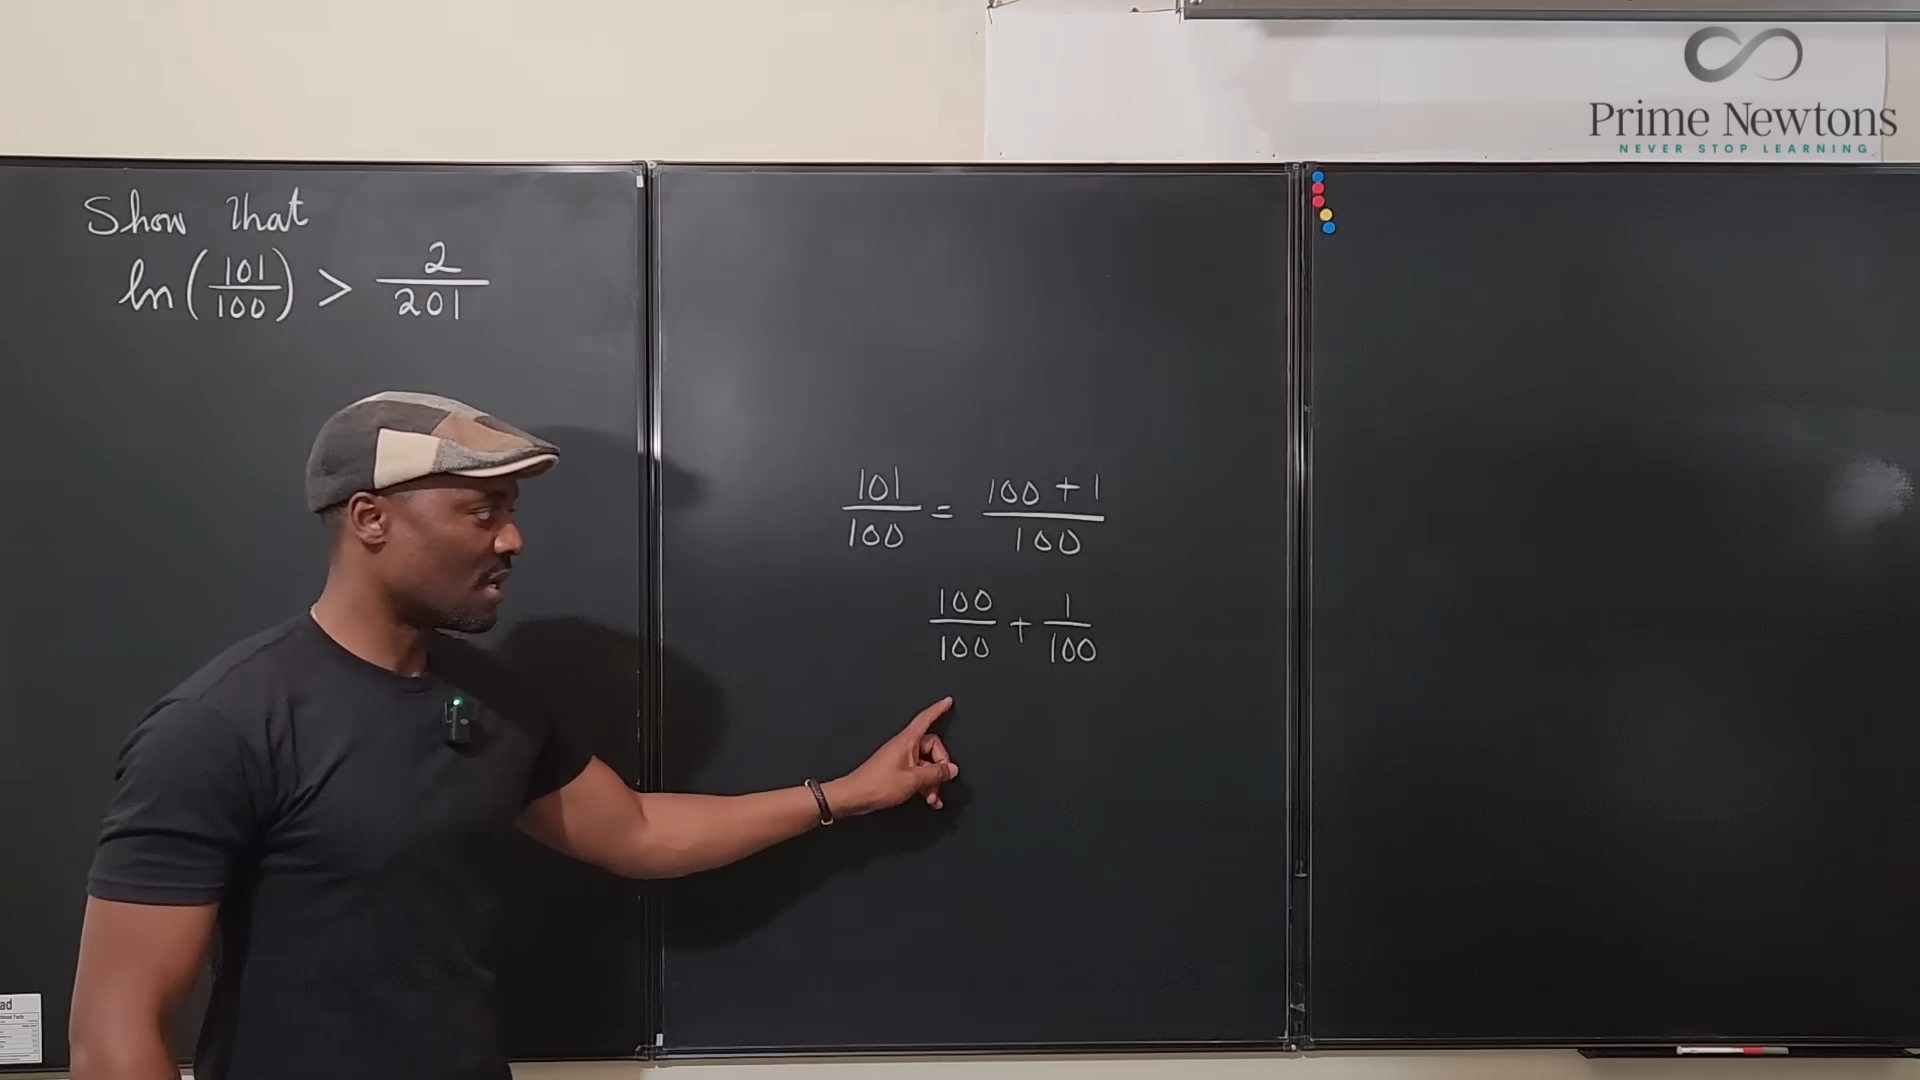 Prime Newtons
NEVER STOP LEARNING
Show that
ln(101/100) > 2/201
101/100 = 100 + 1/100
100/100 + 1/100
ad